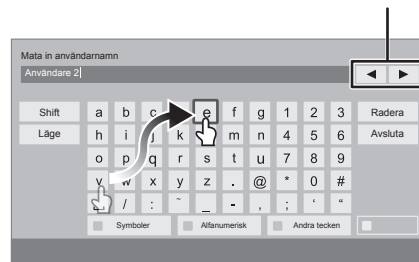 Mata in användarnamn
Användare 2
◄ ►
Shift a b c e f g 1 2 3 Radera
Läge h i j k m n 4 5 6 Avsluta
o p q r s t u 7 8 9
v w x y z . @ * 0 #
/ : ~ _ - , ; ‘ “
Symboler Alfanumerisk Andra tecken